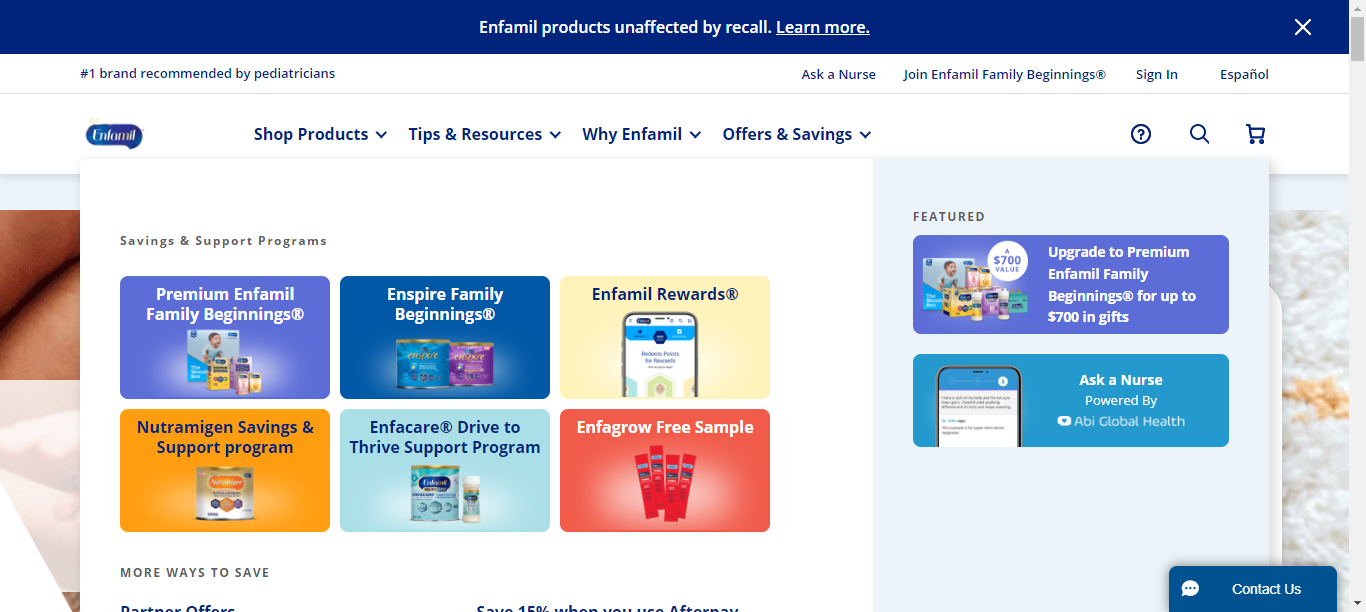 Enfamil products unaffected by recall. Learn more.
#1 brand recommended by pediatricians
Ask a Nurse
Join Enfamil Family Beginnings®
Sign In
Español
Enfamil
Shop Products
Tips & Resources
Why Enfamil
Offers & Savings
Savings & Support Programs
Premium Enfamil
Family Beginnings®
Enspire Family
Beginnings®
enspire
enspire
Enfamil Rewards®
Redeem Points
for Rewards
Nutramigen Savings &
Support program
Nutramigen
Enfacare® Drive to
Thrive Support Program
Enfamil
ENFACARE
Enfagrow Free Sample
MORE WAYS TO SAVE
Partner Offers
Save 15% when you use Afterpay
FEATURED
A
$700
VALUE
Upgrade to Premium
Enfamil Family
Beginnings® for up to
$700 in gifts
Ask a Nurse
Powered By
Abi Global Health
Contact Us